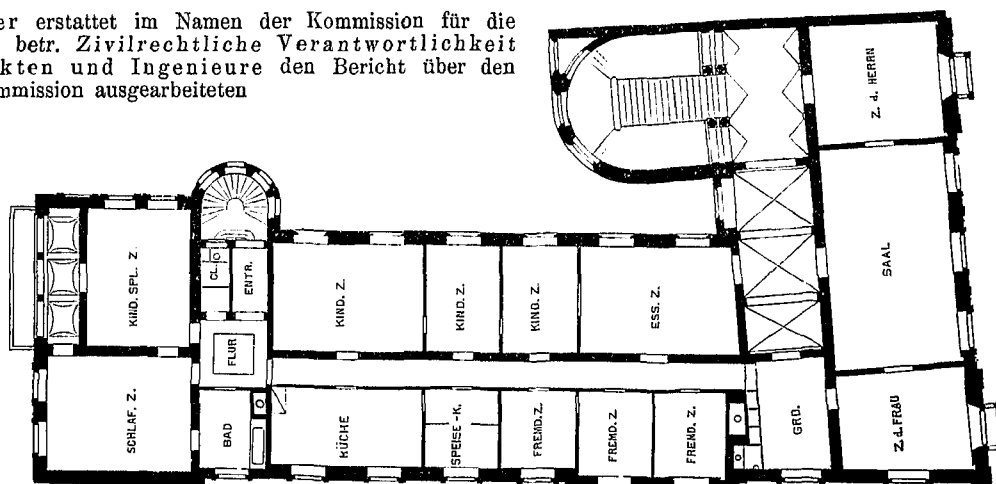 er erstattet im Namen der Kommission für die
betr. Zivilrechtliche Verantwortlichkeit
kten und Ingenieure den Bericht über den
mmission ausgearbeiteten
Z. d. HERRN
SAAL
Z. d. FRAU
KIND. SPL. Z.
CL.
ENTR.
KIND. Z.
KIND. Z.
KING. Z.
ESS. Z.
FLUR
SCHLAF. Z.
BAD
KÜCHE
SPEISE-K.
FREMD. Z.
FREMD. Z.
FREND. Z.
GRD.